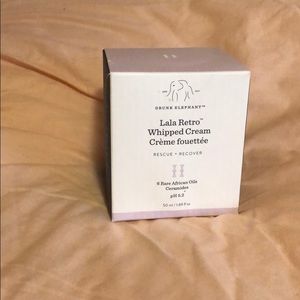 DRUNK ELEPHANT™
Lala Retro™
Whipped Cream
Crème fouettée
RESCUE + RECOVER
6 Rare African Oils
Ceramides
pH 5.2
50 ml / 1.69 fl oz